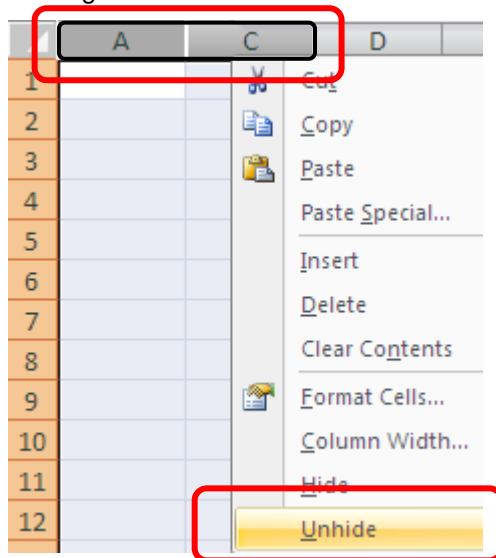 A C D
1 Cut
2 Copy
3 Paste
4 Paste Special...
5
6 Insert
7 Delete
8 Clear Contents
9 Format Cells...
10 Column Width...
11 Hide
12 Unhide